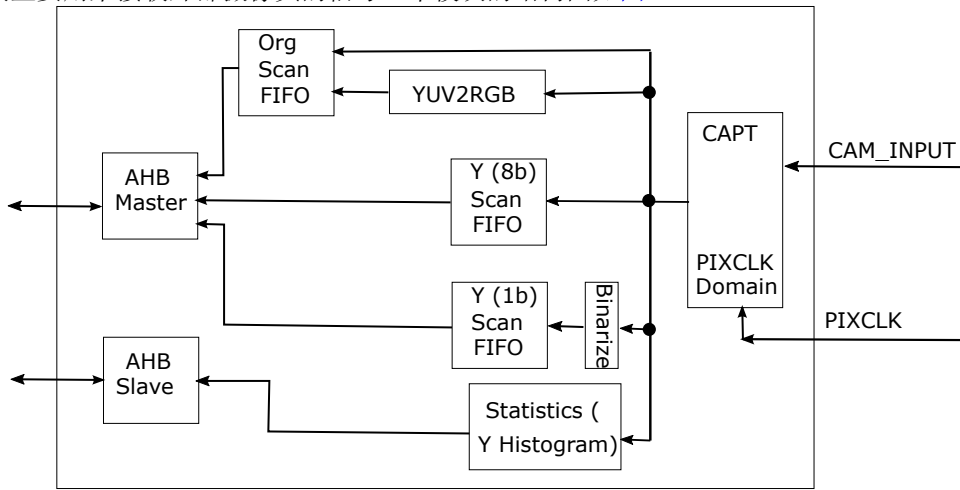 Org
Scan
FIFO
YUV2RGB
CAPT
CAM_INPUT
AHB
Master
Y (8b)
Scan
FIFO
PIXCLK
Domain
Y (1b)
Scan
FIFO
Binarize
PIXCLK
AHB
Slave
Statistics (
Y Histogram)